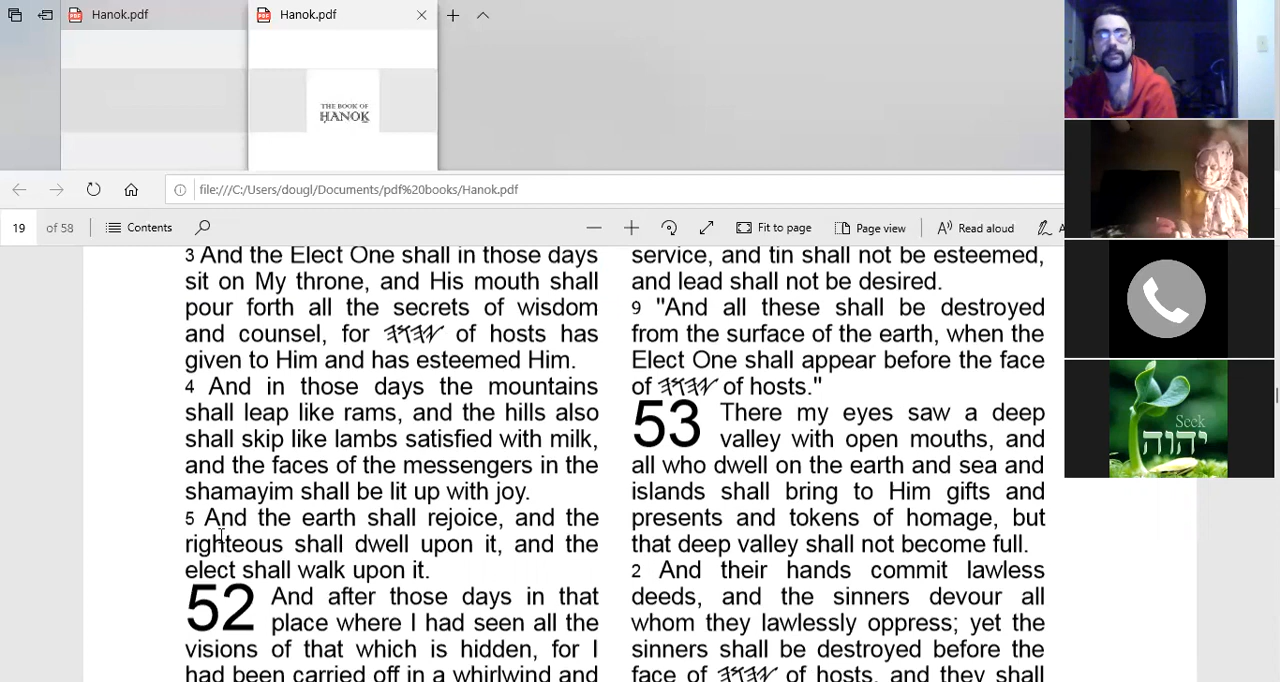 Hanok.pdf
Hanok.pdf
THE BOOK OF
HANOK
file:///C:/Users/dougl/Documents/pdf%20books/Hanok.pdf
19 of 58 Contents Fit to page Page view Read aloud
3 And the Elect One shall in those days
sit on My throne, and His mouth shall
pour forth all the secrets of wisdom
and counsel, for 𐤉𐤄𐤅𐤄 of hosts has
given to Him and has esteemed Him.
4 And in those days the mountains
shall leap like rams, and the hills also
shall skip like lambs satisfied with milk,
and the faces of the messengers in the
shamayim shall be lit up with joy.
5 And the earth shall rejoice, and the
righteous shall dwell upon it, and the
elect shall walk upon it.
52 And after those days in that
place where I had seen all the
visions of that which is hidden, for I
had been carried off in a whirlwind and
service, and tin shall not be esteemed,
and lead shall not be desired.
9 "And all these shall be destroyed
from the surface of the earth, when the
Elect One shall appear before the face
of 𐤉𐤄𐤅𐤄 of hosts."
53 There my eyes saw a deep
valley with open mouths, and
all who dwell on the earth and sea and
islands shall bring to Him gifts and
presents and tokens of homage, but
that deep valley shall not become full.
2 And their hands commit lawless
deeds, and the sinners devour all
whom they lawlessly oppress; yet the
sinners shall be destroyed before the
face of 𐤉𐤄𐤅𐤄 of hosts, and they shall
Seek
יהוה